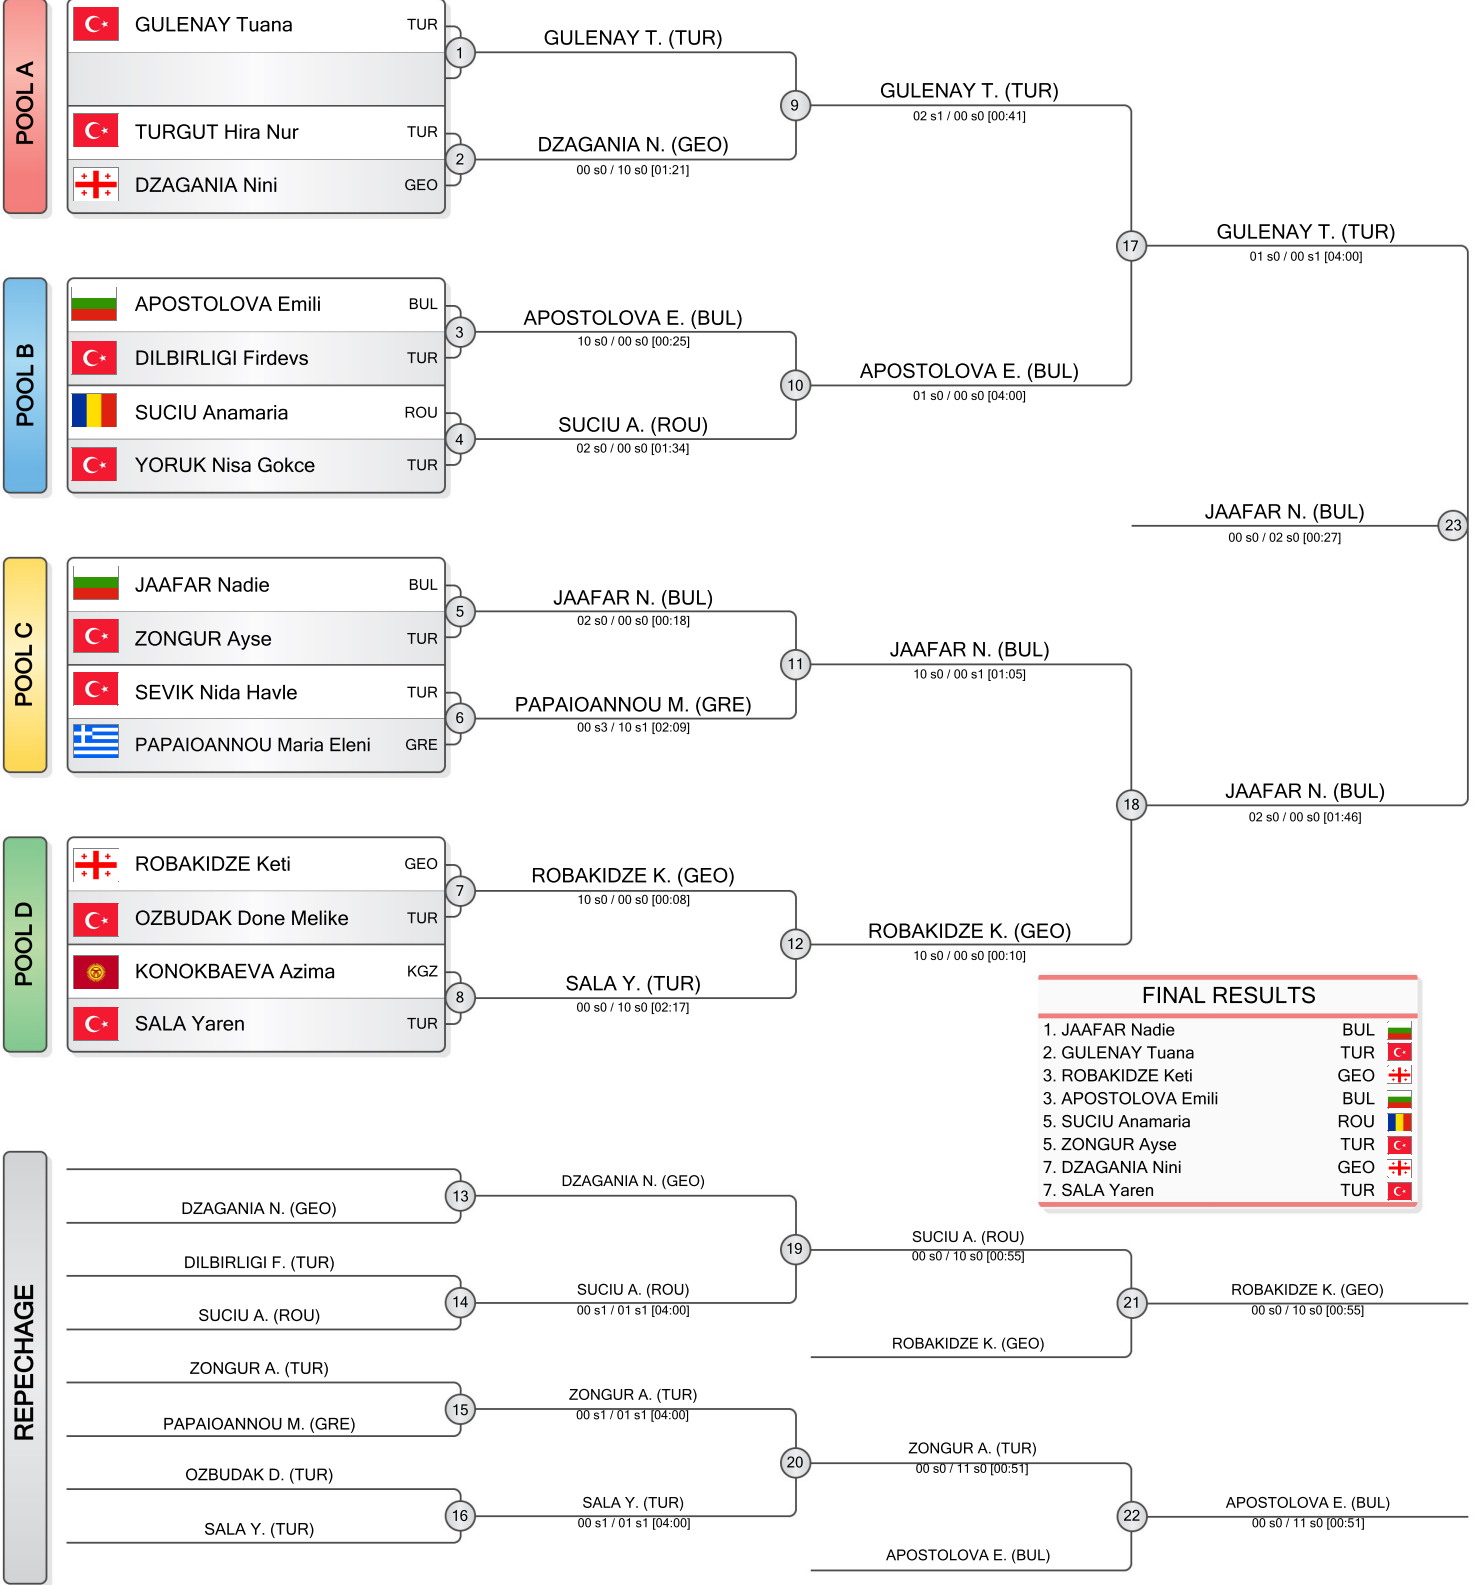 POOL A
GULENAY Tuana TUR
TURGUT Hira Nur TUR
DZAGANIA Nini GEO
1
2
GULENAY T. (TUR)
DZAGANIA N. (GEO)
00 s0 / 10 s0 [01:21]
9
GULENAY T. (TUR)
02 s1 / 00 s0 [00:41]
POOL B
APOSTOLOVA Emili BUL
DILBIRLIGI Firdevs TUR
SUCIU Anamaria ROU
YORUK Nisa Gokce TUR
3
4
APOSTOLOVA E. (BUL)
10 s0 / 00 s0 [00:25]
SUCIU A. (ROU)
02 s0 / 00 s0 [01:34]
10
APOSTOLOVA E. (BUL)
01 s0 / 00 s0 [04:00]
17
GULENAY T. (TUR)
01 s0 / 00 s1 [04:00]
JAAFAR N. (BUL)
00 s0 / 02 s0 [00:27]
23
POOL C
JAAFAR Nadie BUL
ZONGUR Ayse TUR
SEVIK Nida Havle TUR
PAPAIOANNOU Maria Eleni GRE
5
6
JAAFAR N. (BUL)
02 s0 / 00 s0 [00:18]
PAPAIOANNOU M. (GRE)
00 s3 / 10 s1 [02:09]
11
JAAFAR N. (BUL)
10 s0 / 00 s1 [01:05]
POOL D
ROBAKIDZE Keti GEO
OZBUDAK Done Melike TUR
KONOKBAEVA Azima KGZ
SALA Yaren TUR
7
8
ROBAKIDZE K. (GEO)
10 s0 / 00 s0 [00:08]
SALA Y. (TUR)
00 s0 / 10 s0 [02:17]
12
ROBAKIDZE K. (GEO)
10 s0 / 00 s0 [00:10]
18
JAAFAR N. (BUL)
02 s0 / 00 s0 [01:46]
FINAL RESULTS
1. JAAFAR Nadie BUL
2. GULENAY Tuana TUR
3. ROBAKIDZE Keti GEO
3. APOSTOLOVA Emili BUL
5. SUCIU Anamaria ROU
5. ZONGUR Ayse TUR
7. DZAGANIA Nini GEO
7. SALA Yaren TUR
REPECHAGE
DZAGANIA N. (GEO)
13
DZAGANIA N. (GEO)
DILBIRLIGI F. (TUR)
SUCIU A. (ROU)
14
SUCIU A. (ROU)
00 s1 / 01 s1 [04:00]
19
SUCIU A. (ROU)
00 s0 / 10 s0 [00:55]
ROBAKIDZE K. (GEO)
21
ROBAKIDZE K. (GEO)
00 s0 / 10 s0 [00:55]
ZONGUR A. (TUR)
PAPAIOANNOU M. (GRE)
15
ZONGUR A. (TUR)
00 s1 / 01 s1 [04:00]
OZBUDAK D. (TUR)
SALA Y. (TUR)
16
SALA Y. (TUR)
00 s1 / 01 s1 [04:00]
20
ZONGUR A. (TUR)
00 s0 / 11 s0 [00:51]
APOSTOLOVA E. (BUL)
22
APOSTOLOVA E. (BUL)
00 s0 / 11 s0 [00:51]